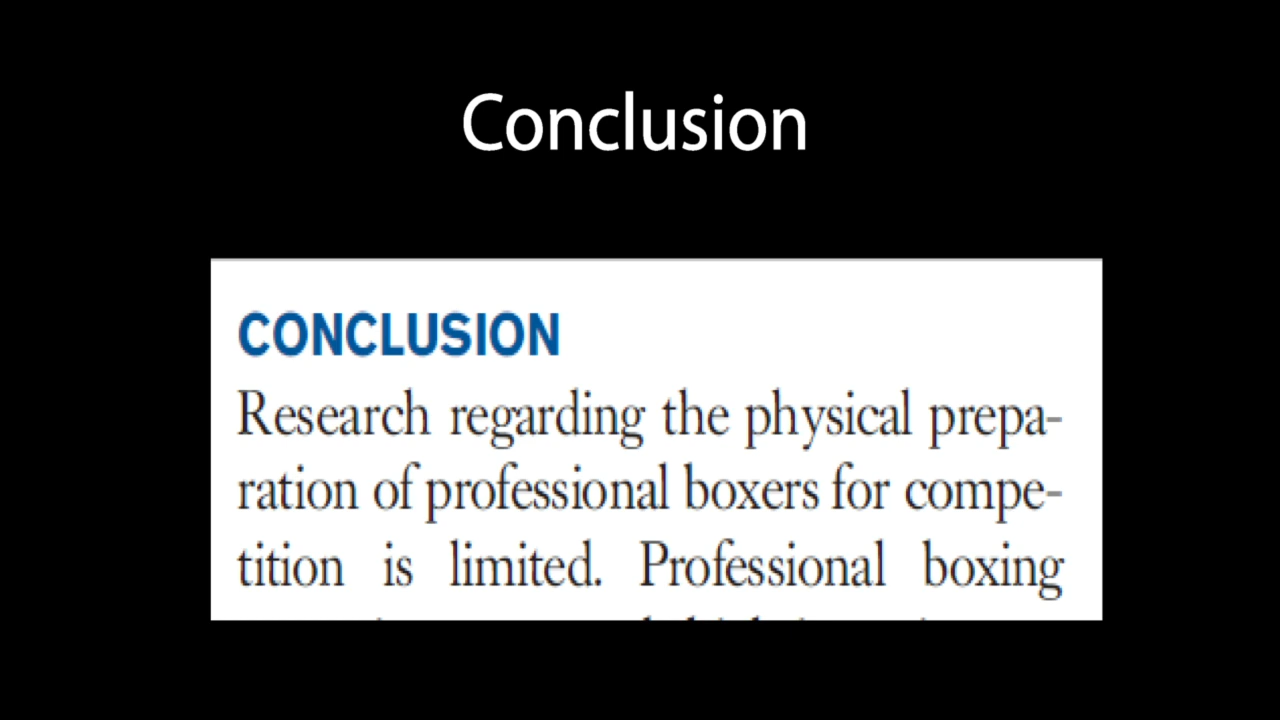 Conclusion
CONCLUSION
Research regarding the physical prepa-
ration of professional boxers for compe-
tition is limited. Professional boxing